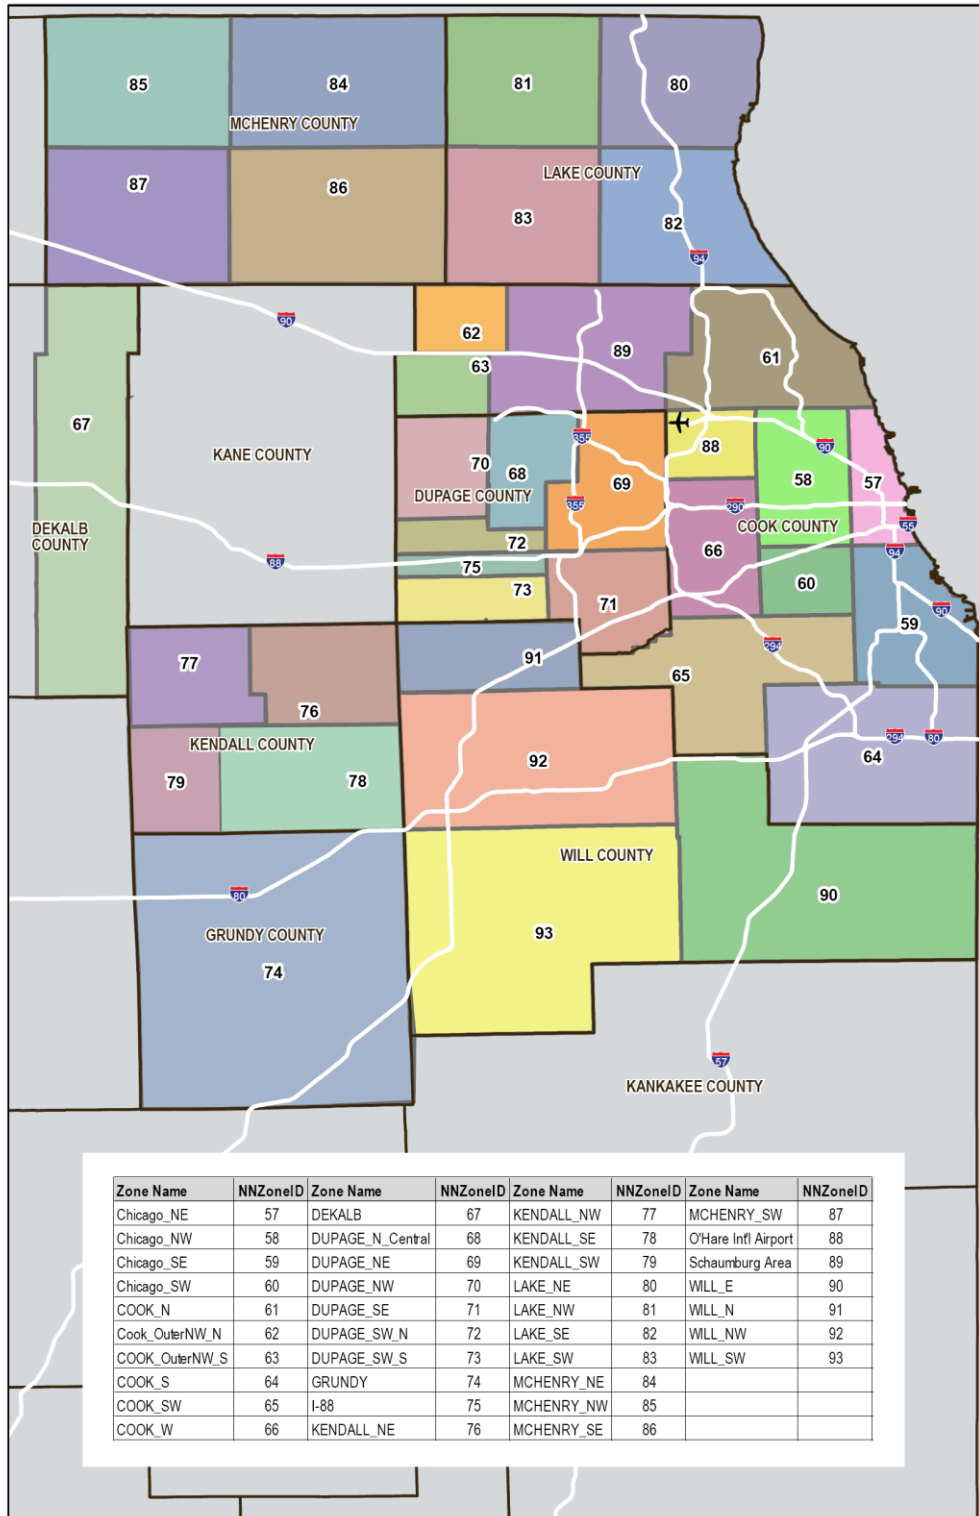 85
84
81
80
MCHENRY COUNTY
LAKE COUNTY
87
86
83
82
94
90
62
89
61
63
67
KANE COUNTY
70
68
355
69
88
90
58
57
DUPAGE COUNTY
355
290
COOK COUNTY
55
DEKALB
COUNTY
88
72
75
73
71
66
60
94
90
59
77
91
294
65
76
KENDALL COUNTY
79
78
92
64
294
80
WILL COUNTY
80
90
GRUNDY COUNTY
93
74
57
KANKAKEE COUNTY
Zone Name NNZoneID Zone Name NNZoneID Zone Name NNZoneID Zone Name NNZoneID
Chicago_NE 57 DEKALB 67 KENDALL_NW 77 MCHENRY_SW 87
Chicago_NW 58 DUPAGE_N_Central 68 KENDALL_SE 78 O'Hare Int'l Airport 88
Chicago_SE 59 DUPAGE_NE 69 KENDALL_SW 79 Schaumburg Area 89
Chicago_SW 60 DUPAGE_NW 70 LAKE_NE 80 WILL_E 90
COOK_N 61 DUPAGE_SE 71 LAKE_NW 81 WILL_N 91
Cook_OuterNW_N 62 DUPAGE_SW_N 72 LAKE_SE 82 WILL_NW 92
COOK_OuterNW_S 63 DUPAGE_SW_S 73 LAKE_SW 83 WILL_SW 93
COOK_S 64 GRUNDY 74 MCHENRY_NE 84
COOK_SW 65 I-88 75 MCHENRY_NW 85
COOK_W 66 KENDALL_NE 76 MCHENRY_SE 86